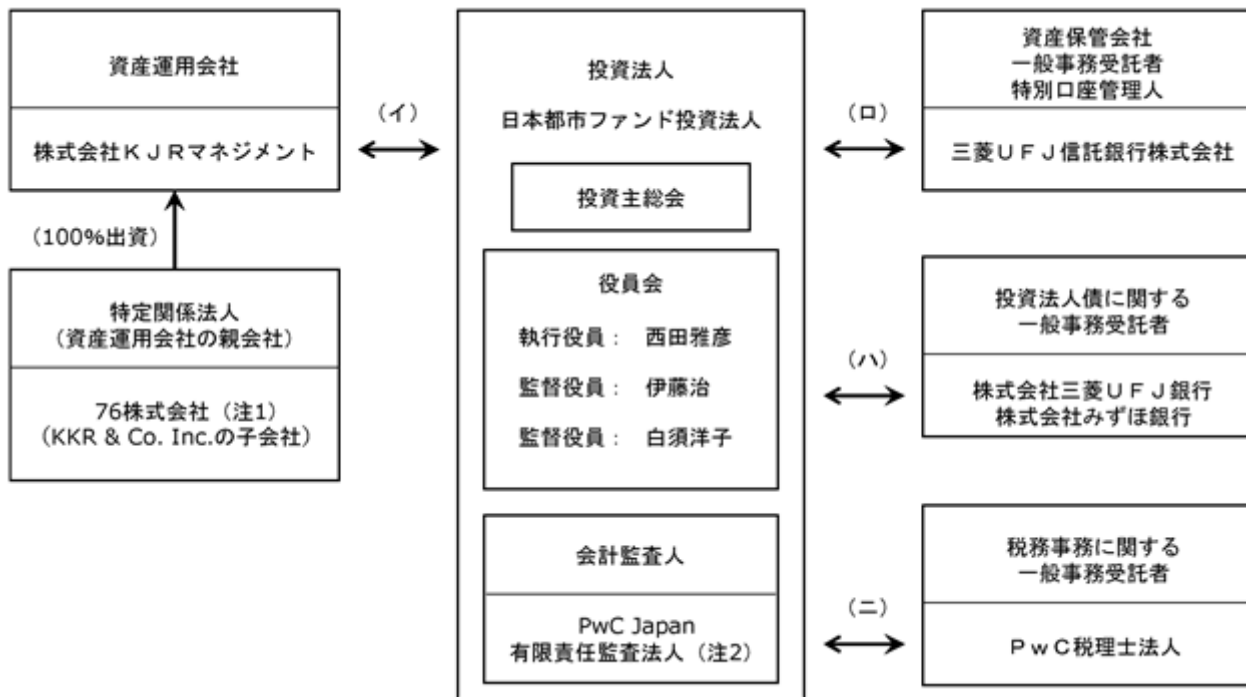 資産運用会社
株式会社ＫＪＲマネジメント
（100%出資）
特定関係法人
（資産運用会社の親会社）
76株式会社（注1）
（KKR & Co. Inc.の子会社）
（イ）
投資法人
日本都市ファンド投資法人
投資主総会
役員会
執行役員： 西田雅彦
監督役員： 伊藤治
監督役員： 白須洋子
会計監査人
PwC Japan
有限責任監査法人（注2）
（ロ）
資産保管会社
一般事務受託者
特別口座管理人
三菱ＵＦＪ信託銀行株式会社
（ハ）
投資法人債に関する
一般事務受託者
株式会社三菱ＵＦＪ銀行
株式会社みずほ銀行
（ニ）
税務事務に関する
一般事務受託者
ＰｗＣ税理士法人